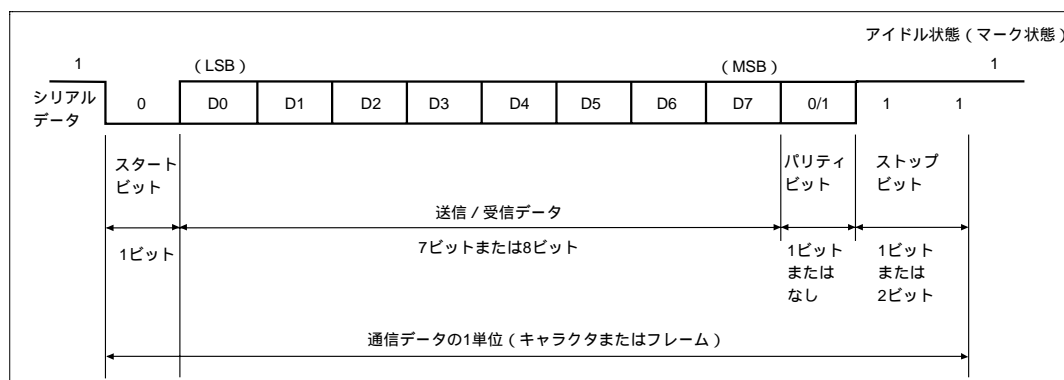 アイドル状態（マーク状態）
1 （LSB） （MSB） 1
シリアル
データ
0 D0 D1 D2 D3 D4 D5 D6 D7 0/1 1 1
スタート
ビット
パリティ
ビット
ストップ
ビット
送信／受信データ
1ビット
7ビットまたは8ビット
1ビット
または
なし
1ビット
または
2ビット
通信データの1単位（キャラクタまたはフレーム）